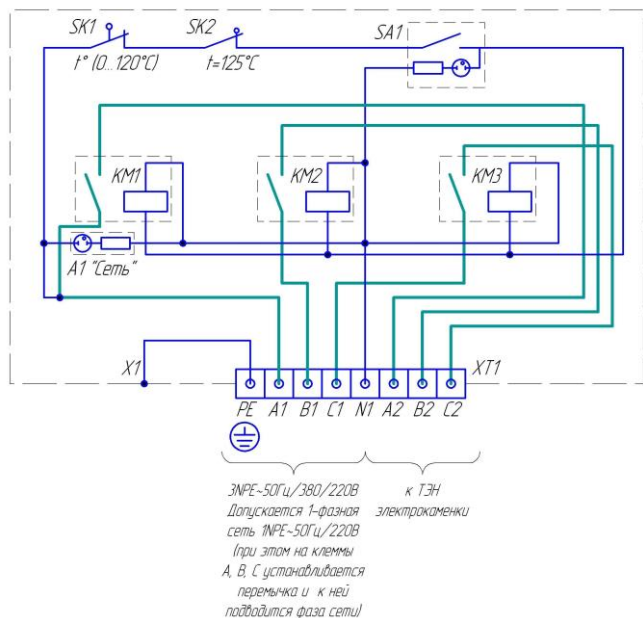 SK1
SK2
SA1
t° (0...120°C)
t=125°C
KM1
KM2
KM3
A1 "Сеть"
X1
XT1
PE A1 B1 C1 N1 A2 B2 C2
3NPE~50Гц/380/220В
Допускается 1-фазная
сеть 1NPE~50Гц/220В
(при этом на клеммы
А, В, С устанавливается
перемычка и к ней
подводится фаза сети)
к ТЭН
электрокаменки